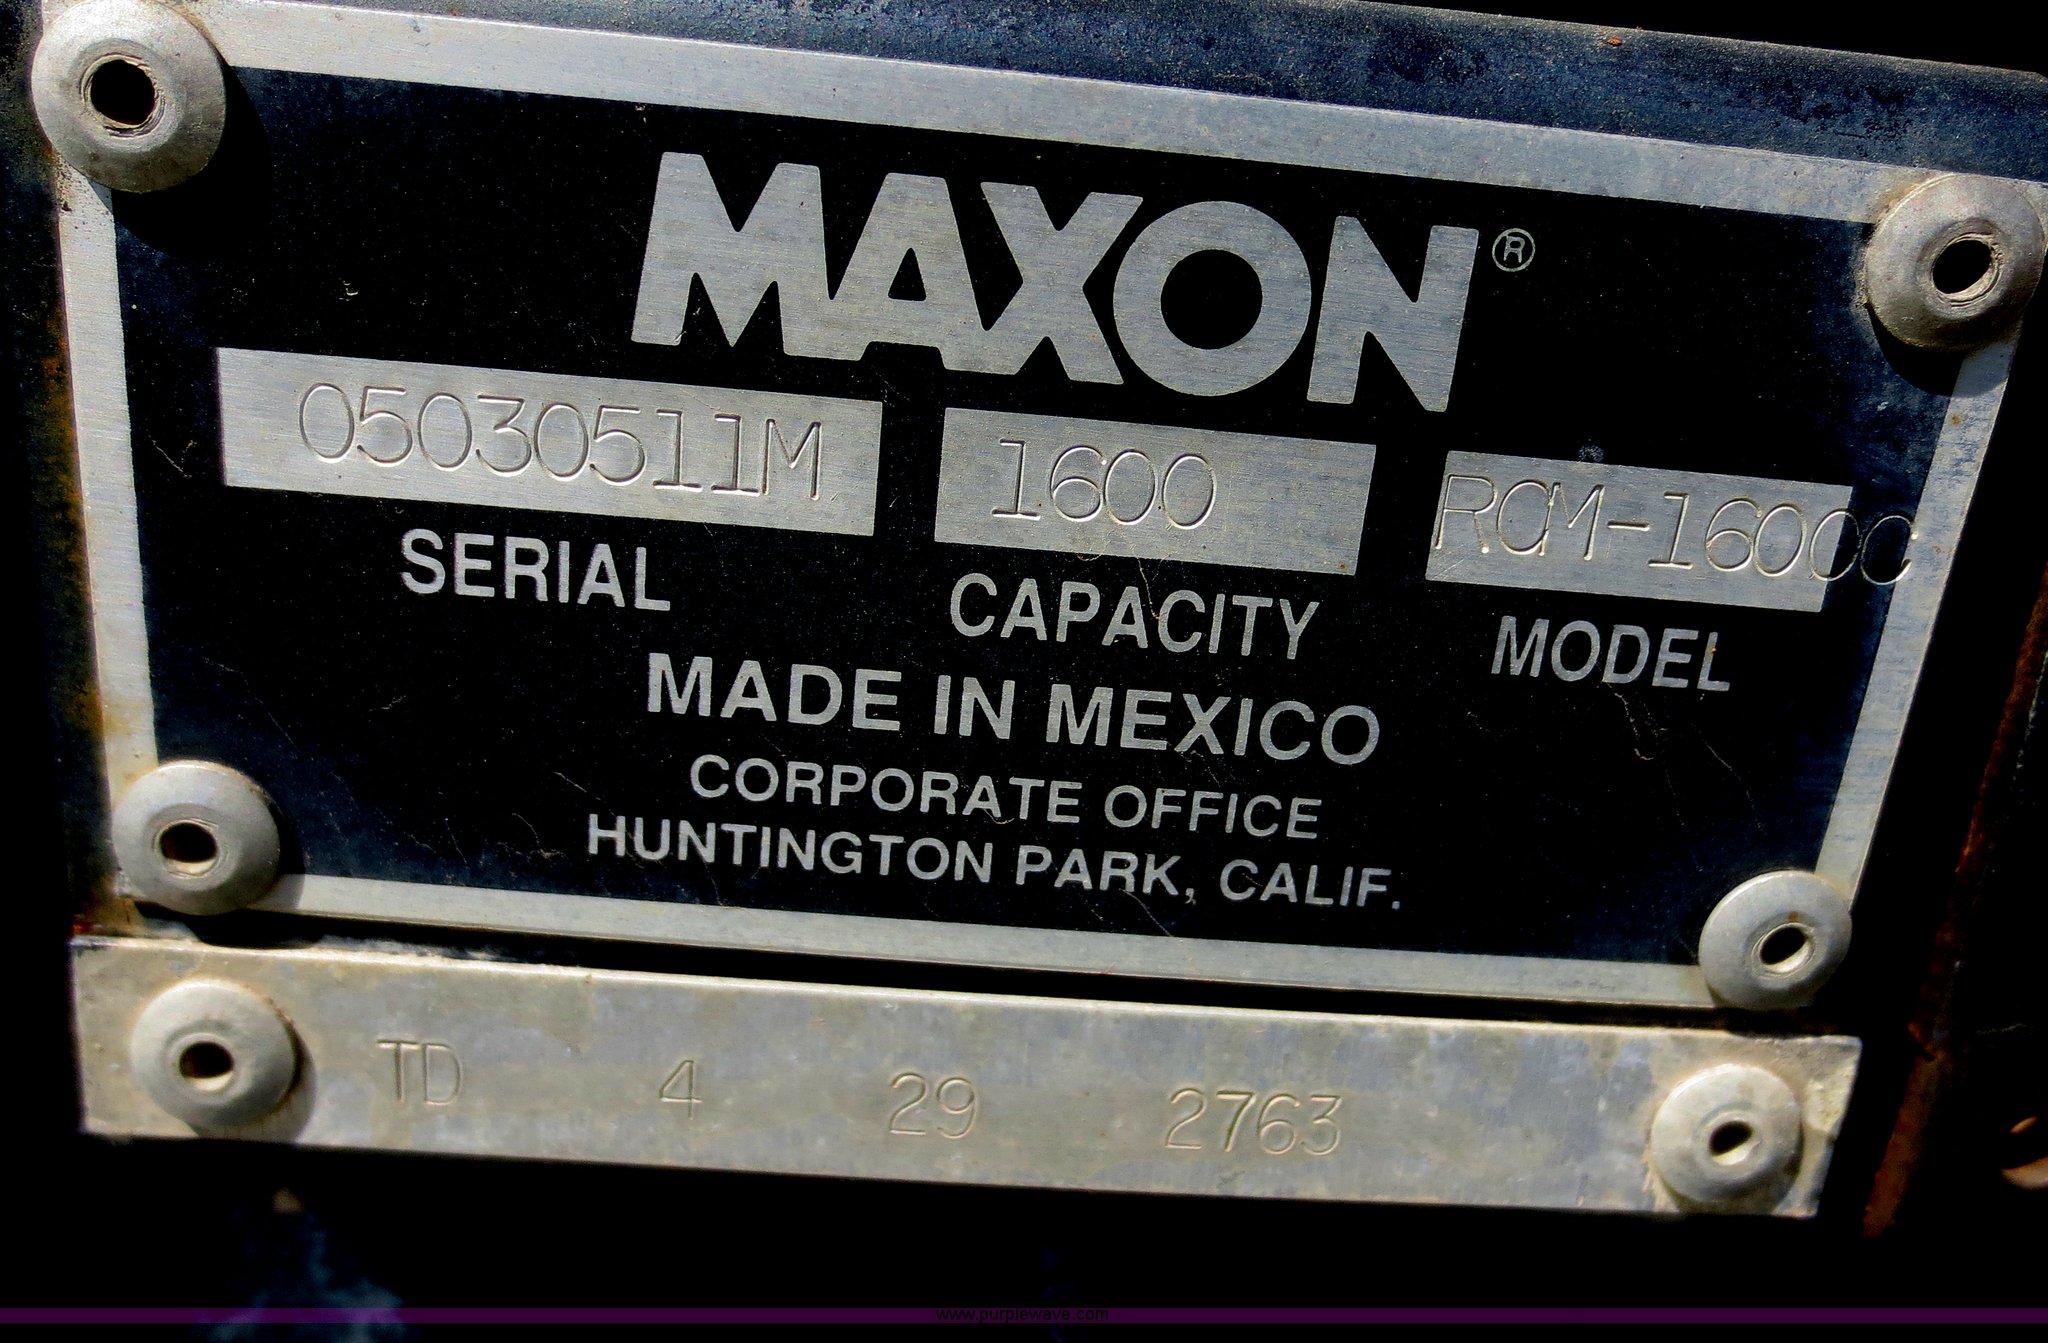 MAXON®
05030511M 1600 RCM-1600C
SERIAL CAPACITY MODEL
MADE IN MEXICO
CORPORATE OFFICE
HUNTINGTON PARK, CALIF.
TD 4 29 2763
www.purplewave.com